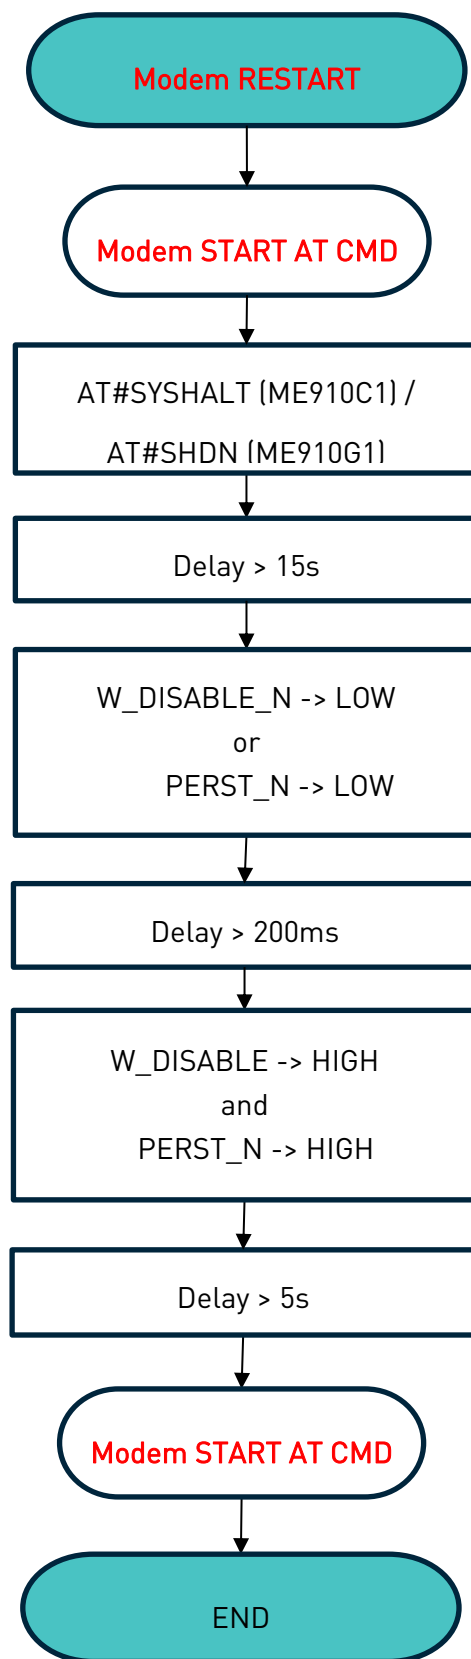 Modem RESTART
Modem START AT CMD
AT#SYSHALT (ME910C1) /
AT#SHDN (ME910G1)
Delay > 15s
W_DISABLE_N -> LOW
or
PERST_N -> LOW
Delay > 200ms
W_DISABLE -> HIGH
and
PERST_N -> HIGH
Delay > 5s
Modem START AT CMD
END